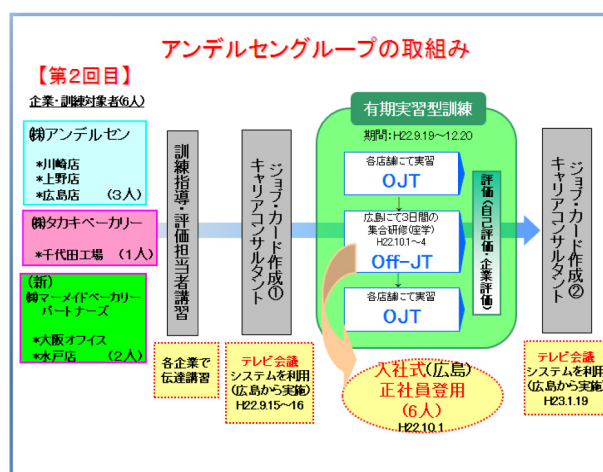 アンデルセングループの取組み
【第2回目】
企業・訓練対象者(6人)
㈱アンデルセン
*川崎店
*上野店
*広島店 (3人)
㈱タカキベーカリー
*千代田工場 (1人)
(新)
㈱マーメイドベーカリー
パートナーズ
*大阪オフィス
*水戸店 (2人)
訓練指導・評価担当者講習
各企業で
伝達講習
ジョブ・カード作成①
キャリアコンサルタント
テレビ会議
システムを利用
(広島から実施)
H22.9.15~16
有期実習型訓練
期間:H22.9.19~12.20
各店舗にて実習
OJT
広島にて3日間の
集合研修(座学)
H22.10.1~4
Off-JT
各店舗にて実習
OJT
評価(自己評価・企業評価)
入社式(広島)
正社員登用
(6人)
H22.10.1
ジョブ・カード作成②
キャリアコンサルタント
テレビ会議
システムを利用
(広島から実施)
H23.1.19